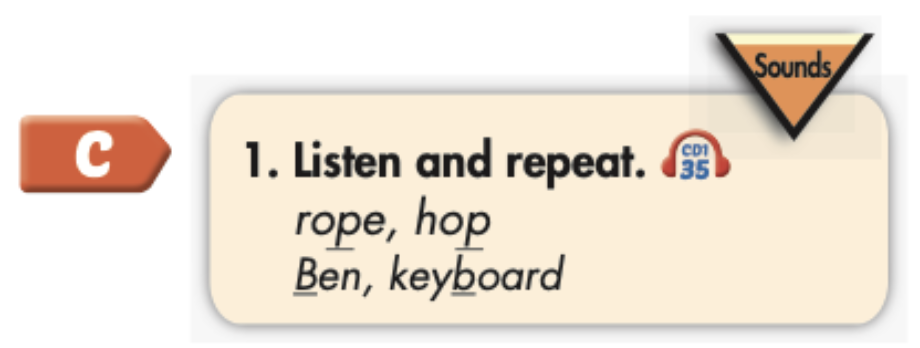 Sounds
C
1. Listen and repeat. CD1 35
rope, hop
Ben, keyboard